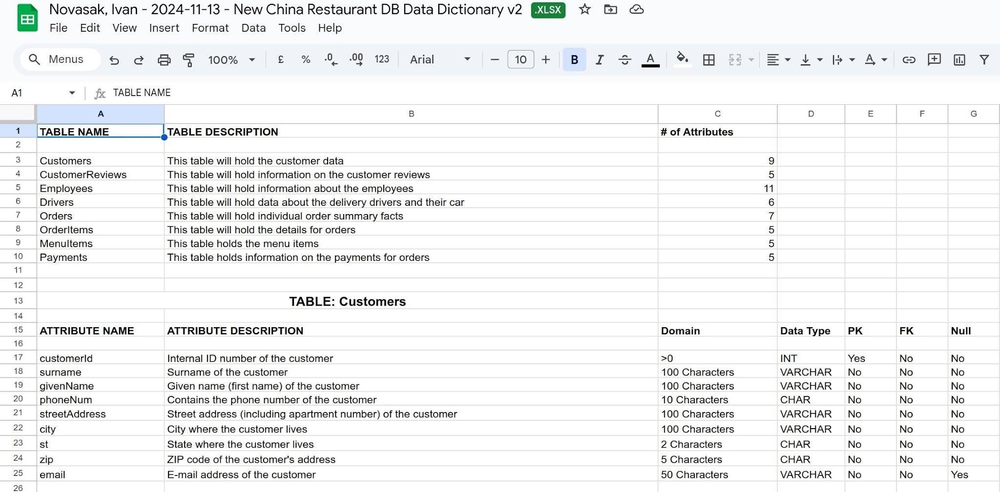 Novasak, Ivan - 2024-11-13 - New China Restaurant DB Data Dictionary v2 .XLSX
File Edit View Insert Format Data Tools Help
Menus 100% £ % .0 .00 123 Arial 10 B I S A A
A1 fx TABLE NAME
A B C D E F G
1 TABLE NAME TABLE DESCRIPTION # of Attributes
2
3 Customers This table will hold the customer data 9
4 CustomerReviews This table will hold information on the customer reviews 5
5 Employees This table will hold information about the employees 11
6 Drivers This table will hold data about the delivery drivers and their car 6
7 Orders This table will hold individual order summary facts 7
8 OrderItems This table will hold the details for orders 5
9 MenuItems This table holds the menu items 5
10 Payments This table holds information on the payments for orders 5
11
12
13 TABLE: Customers
14
15 ATTRIBUTE NAME ATTRIBUTE DESCRIPTION Domain Data Type PK FK Null
16
17 customerId Internal ID number of the customer >0 INT Yes No No
18 surname Surname of the customer 100 Characters VARCHAR No No No
19 givenName Given name (first name) of the customer 100 Characters VARCHAR No No No
20 phoneNum Contains the phone number of the customer 10 Characters CHAR No No No
21 streetAddress Street address (including apartment number) of the customer 100 Characters VARCHAR No No No
22 city City where the customer lives 100 Characters VARCHAR No No No
23 st State where the customer lives 2 Characters CHAR No No No
24 zip ZIP code of the customer's address 5 Characters CHAR No No No
25 email E-mail address of the customer 50 Characters VARCHAR No No Yes
26